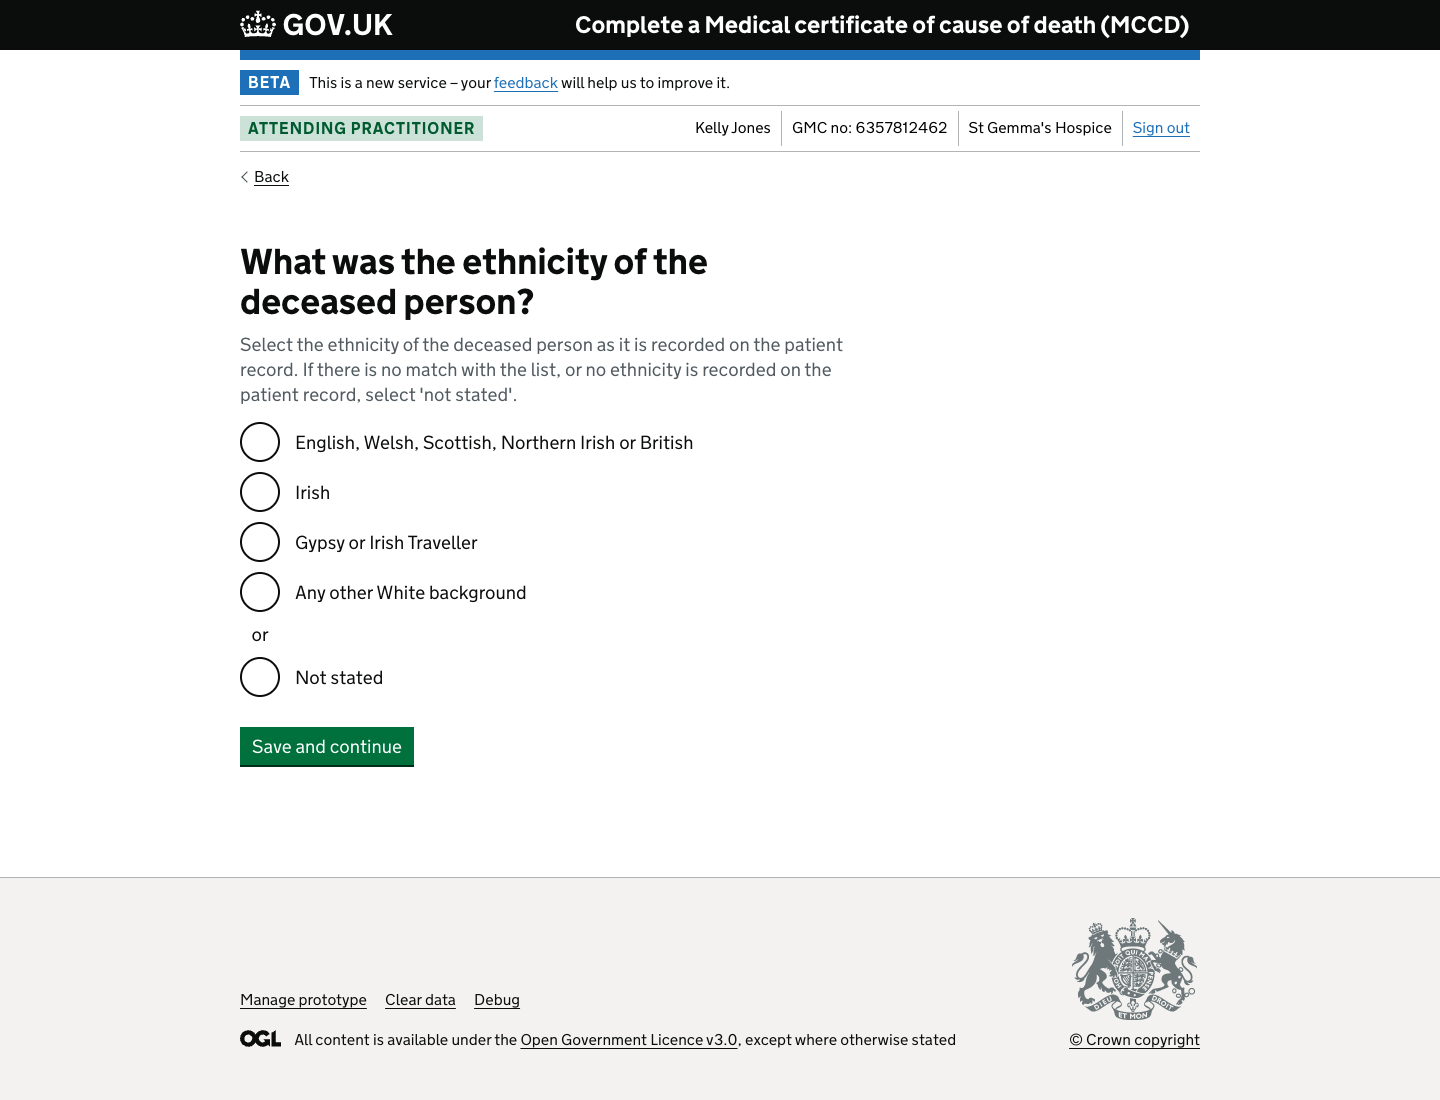 GOV.UK
Complete a Medical certificate of cause of death (MCCD)
BETA This is a new service – your feedback will help us to improve it.
ATTENDING PRACTITIONER
Kelly Jones
GMC no: 6357812462
St Gemma's Hospice
Sign out
Back
What was the ethnicity of the
deceased person?
Select the ethnicity of the deceased person as it is recorded on the patient
record. If there is no match with the list, or no ethnicity is recorded on the
patient record, select 'not stated'.
English, Welsh, Scottish, Northern Irish or British
Irish
Gypsy or Irish Traveller
Any other White background
or
Not stated
Save and continue
Manage prototype
Clear data
Debug
OGL All content is available under the Open Government Licence v3.0, except where otherwise stated
DIEU ET MON DROIT
© Crown copyright